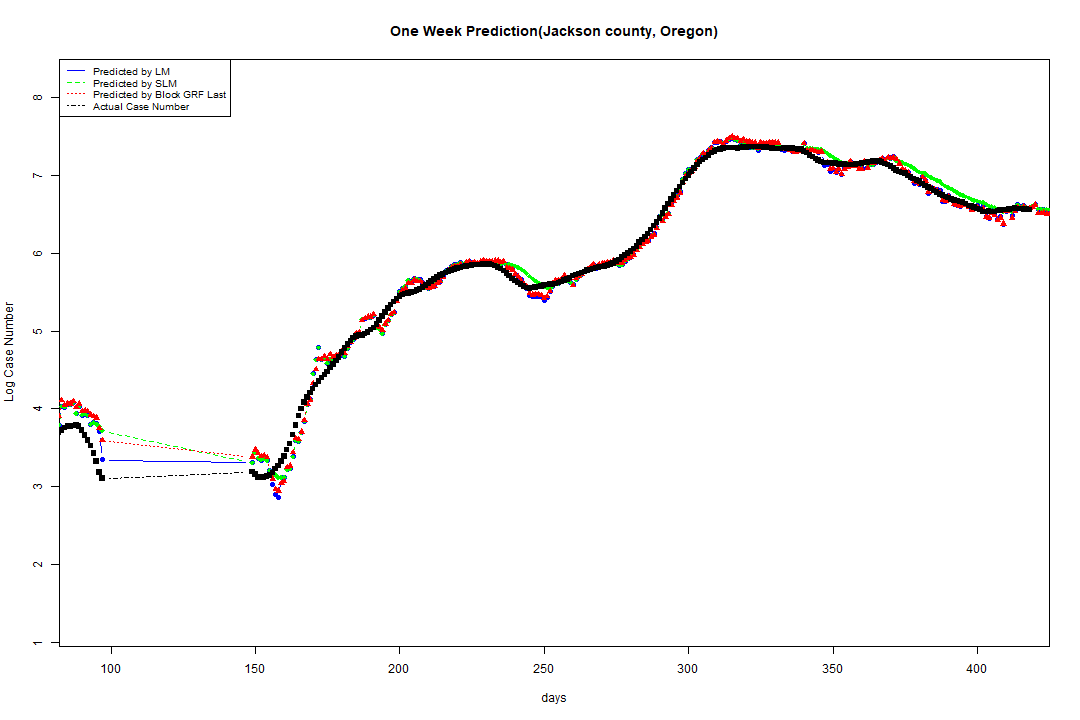 One Week Prediction(Jackson county, Oregon)
Predicted by LM
Predicted by SLM
Predicted by Block GRF Last
Actual Case Number
8
7
6
5
4
3
2
1
Log Case Number
100 150 200 250 300 350 400
days